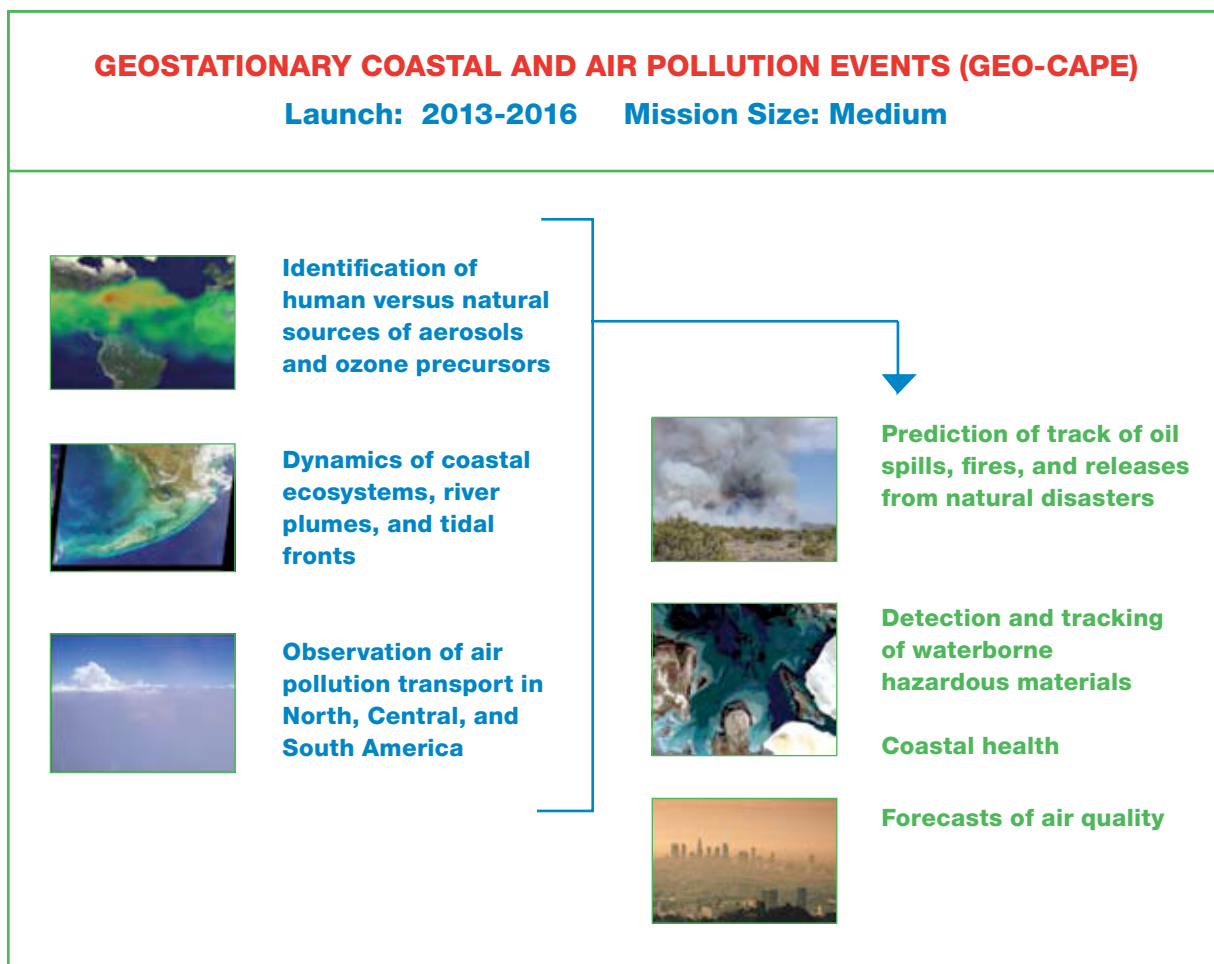 GEOSTATIONARY COASTAL AND AIR POLLUTION EVENTS (GEO-CAPE)
Launch: 2013-2016 Mission Size: Medium
Identification of
human versus natural
sources of aerosols
and ozone precursors
Dynamics of coastal
ecosystems, river
plumes, and tidal
fronts
Observation of air
pollution transport in
North, Central, and
South America
Prediction of track of oil
spills, fires, and releases
from natural disasters
Detection and tracking
of waterborne
hazardous materials
Coastal health
Forecasts of air quality